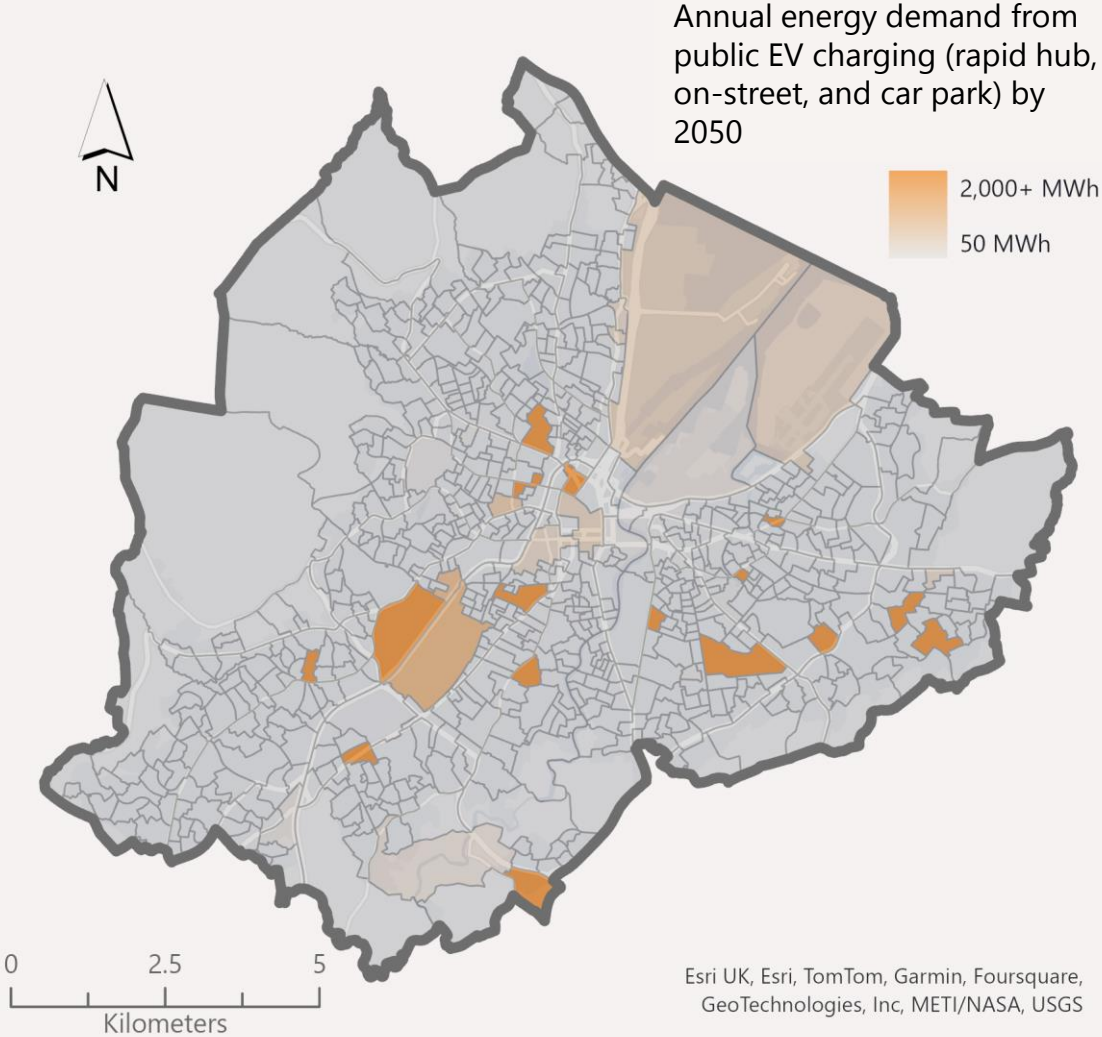 Annual energy demand from
public EV charging (rapid hub,
on-street, and car park) by
2050
N
2,000+ MWh
50 MWh
0 2.5 5
Kilometers
Esri UK, Esri, TomTom, Garmin, Foursquare,
GeoTechnologies, Inc, METI/NASA, USGS